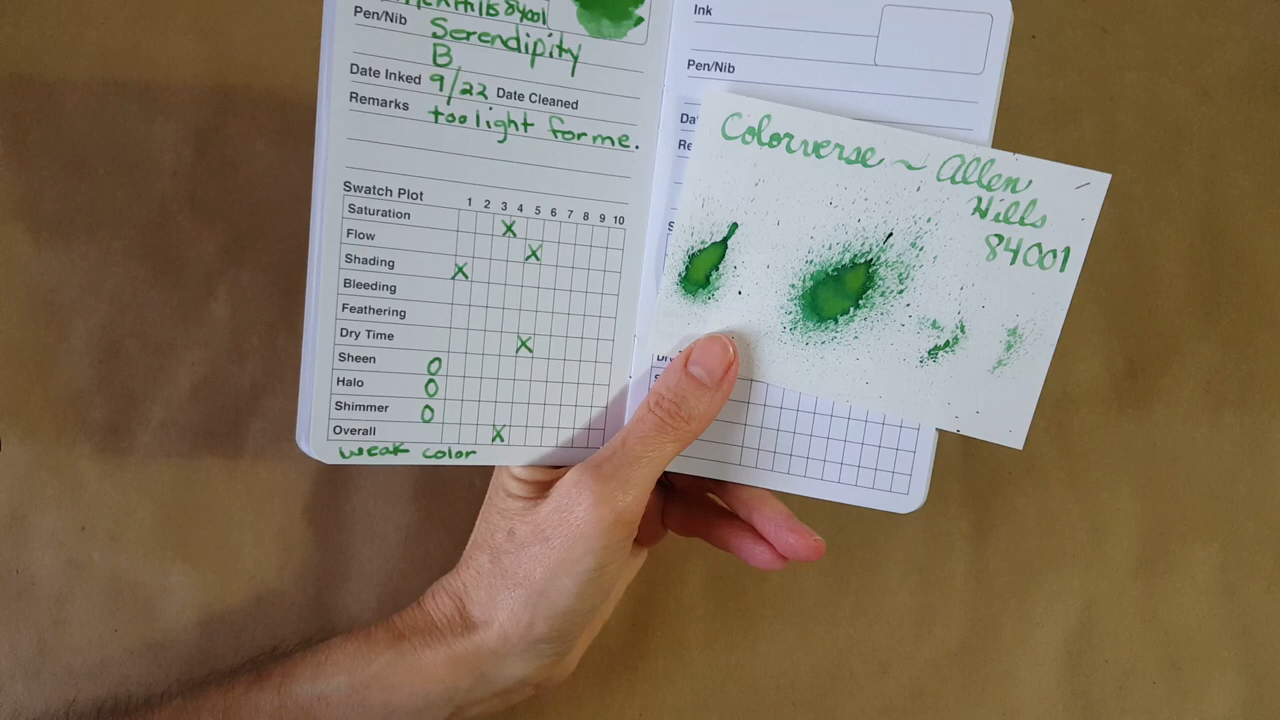 Hills 84001
Pen/Nib Serendipity
B
Date Inked 9/22 Date Cleaned
Remarks too light for me.
Swatch Plot 1 2 3 4 5 6 7 8 9 10
Saturation X
Flow X
Shading X
Bleeding
Feathering
Dry Time X
Sheen 0
Halo 0
Shimmer 0
Overall X
weak color
Ink
Pen/Nib
Colorverse ~ Allen
Hills
84001